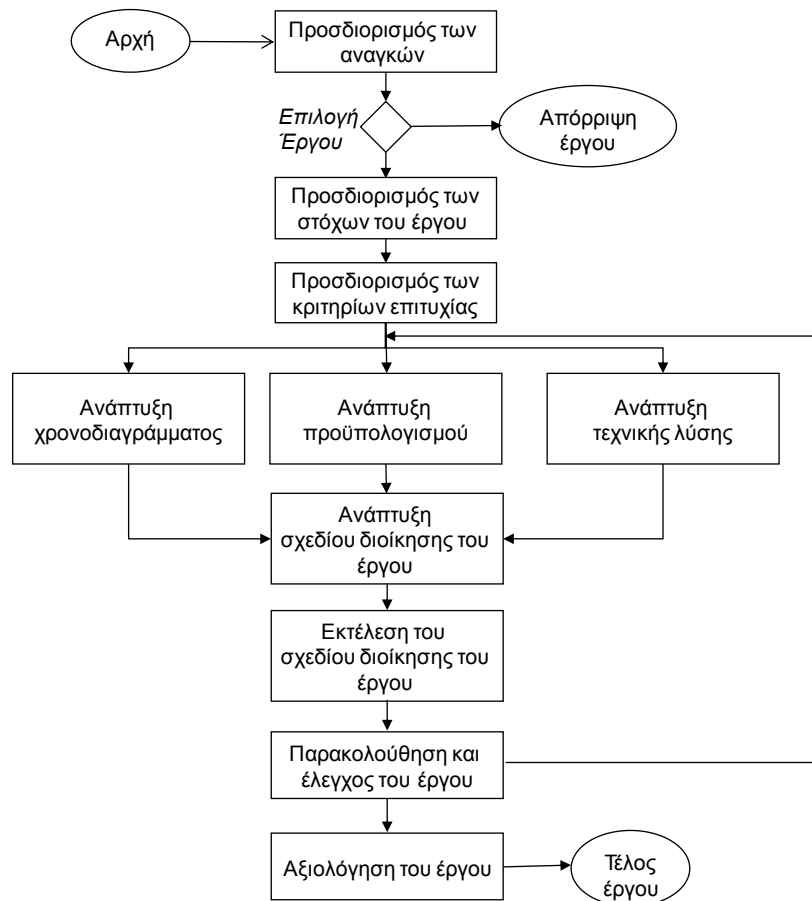 Αρχή
Προσδιορισμός των
αναγκών
Επιλογή
Έργου
Απόρριψη
έργου
Προσδιορισμός των
στόχων του έργου
Προσδιορισμός των
κριτηρίων επιτυχίας
Ανάπτυξη
χρονοδιαγράμματος
Ανάπτυξη
προϋπολογισμού
Ανάπτυξη
τεχνικής λύσης
Ανάπτυξη
σχεδίου διοίκησης του
έργου
Εκτέλεση του
σχεδίου διοίκησης του
έργου
Παρακολούθηση και
έλεγχος του έργου
Αξιολόγηση του έργου
Τέλος
έργου